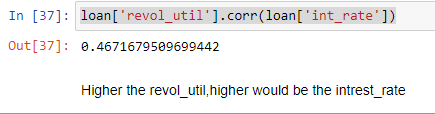 In [37]: loan['revol_util'].corr(loan['int_rate'])
Out[37]: 0.4671679509699442
Higher the revol_util,higher would be the intrest_rate